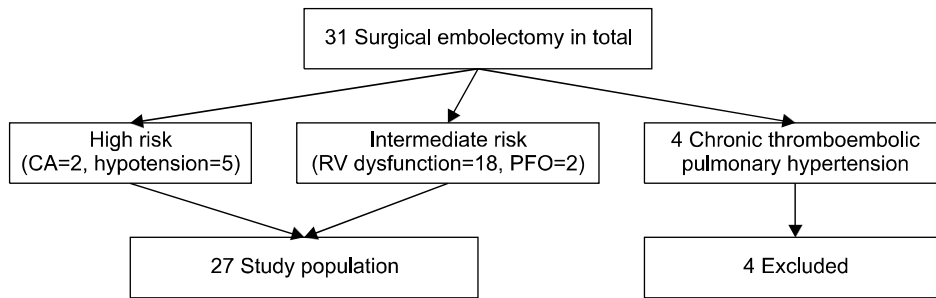 31 Surgical embolectomy in total
High risk
(CA=2, hypotension=5)
Intermediate risk
(RV dysfunction=18, PFO=2)
4 Chronic thromboembolic
pulmonary hypertension
27 Study population
4 Excluded